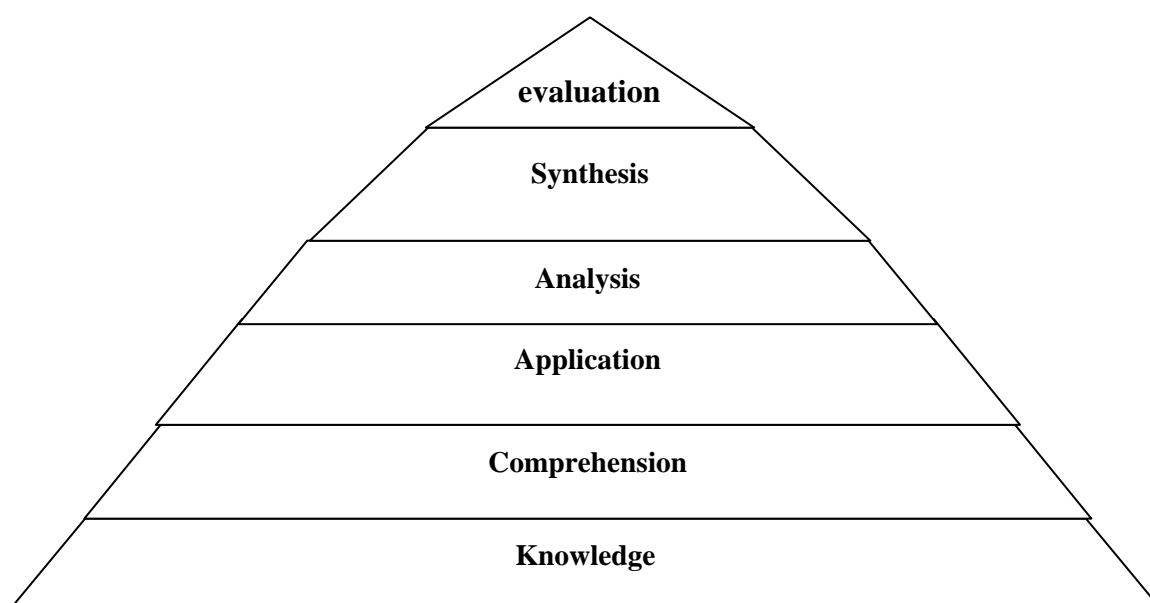 evaluation
Synthesis
Analysis
Application
Comprehension
Knowledge